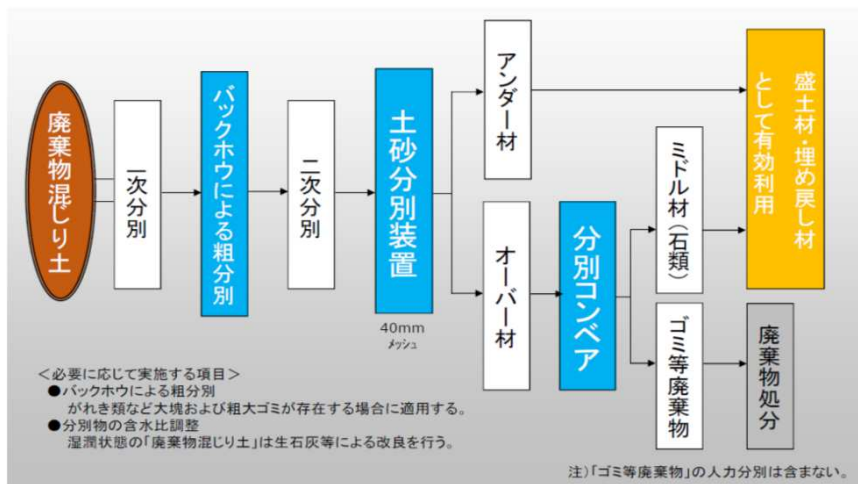 廃棄物混じり土
一次分別
バックホウによる粗分別
二次分別
土砂分別装置
40mm
メッシュ
アンダー材
オーバー材
分別コンベア
ミドル材(石類)
ゴミ等廃棄物
盛土材・埋め戻し材
として有効利用
廃棄物処分
<必要に応じて実施する項目>
●バックホウによる粗分別
がれき類など大塊および粗大ゴミが存在する場合に適用する。
●分別物の含水比調整
湿潤状態の「廃棄物混じり土」は生石灰等による改良を行う。
注)「ゴミ等廃棄物」の人力分別は含まない。